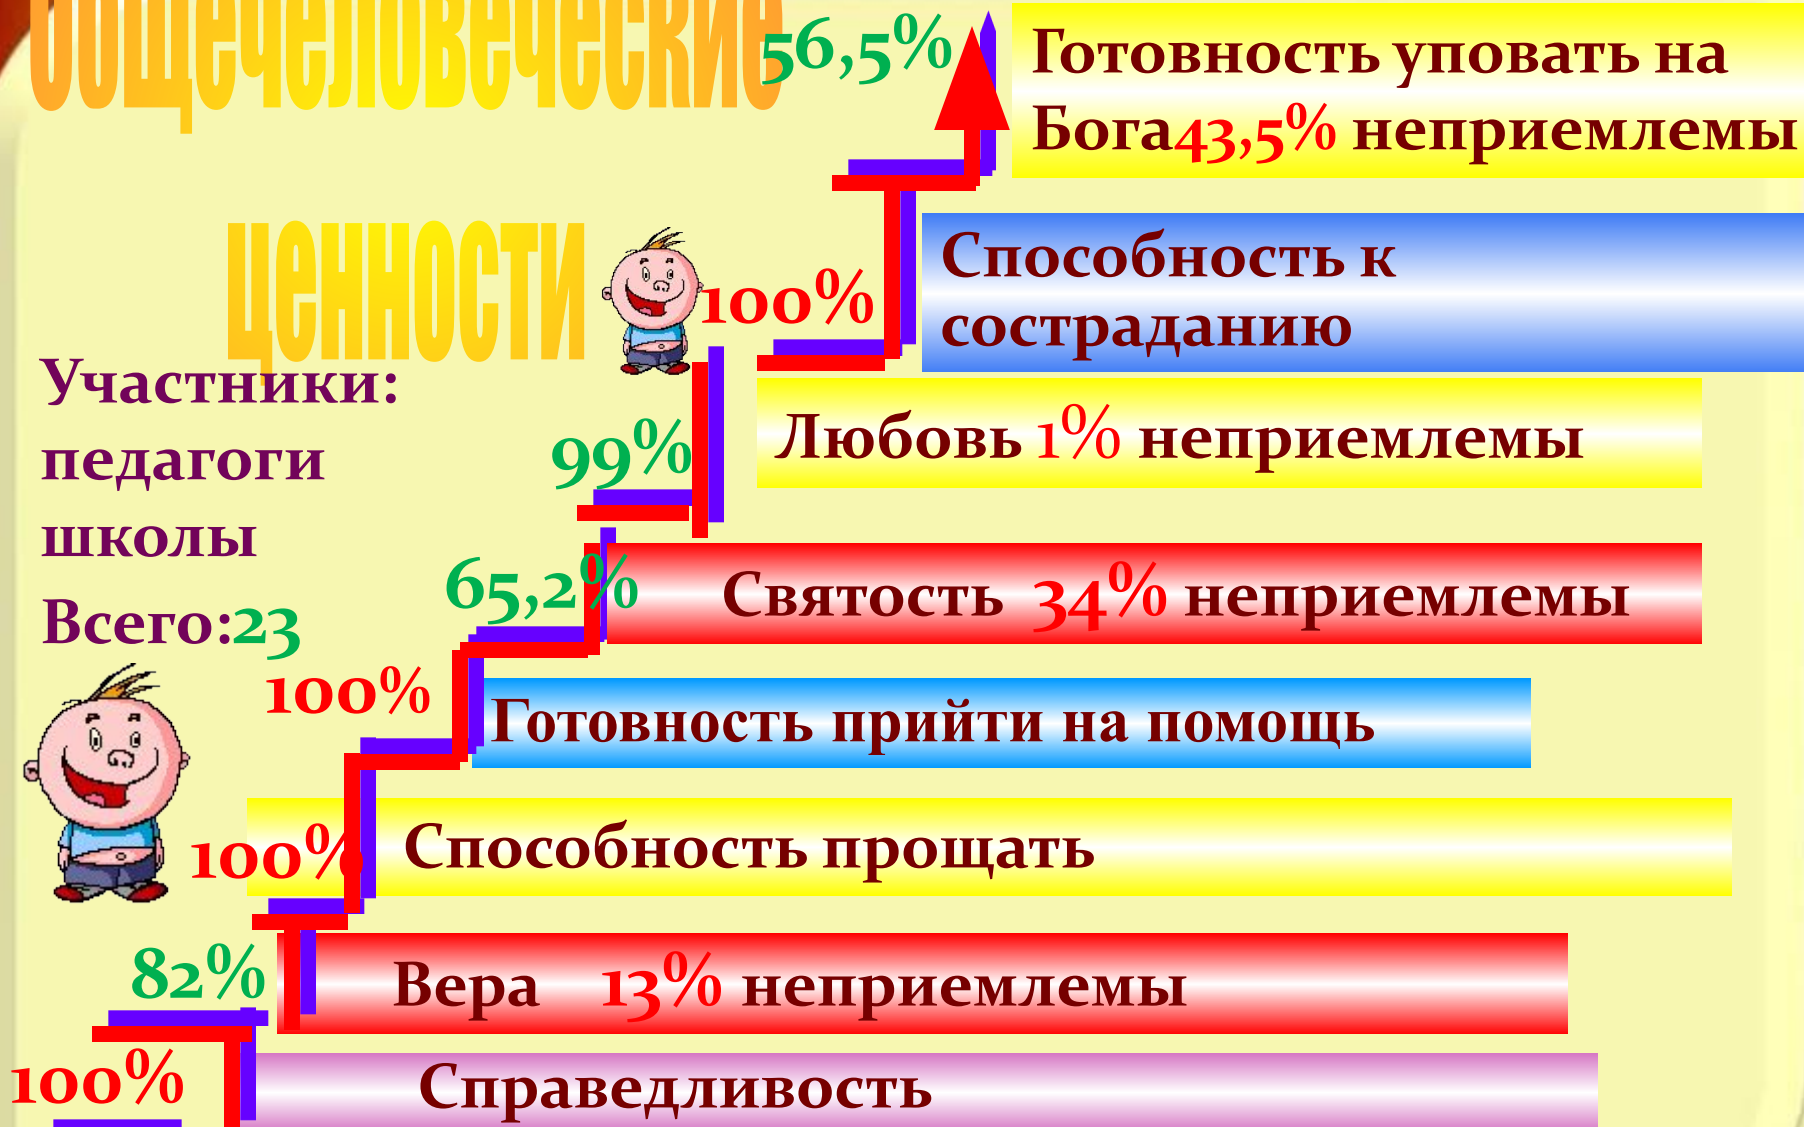 общечеловеческие
ценности
Участники:
педагоги
школы
Всего:23
56,5%
Готовность уповать на
Бога43,5% неприемлемы
100%
Способность к
состраданию
99%
Любовь 1% неприемлемы
65,2%
Святость 34% неприемлемы
100%
Готовность прийти на помощь
100%
Способность прощать
82%
Вера 13% неприемлемы
100%
Справедливость